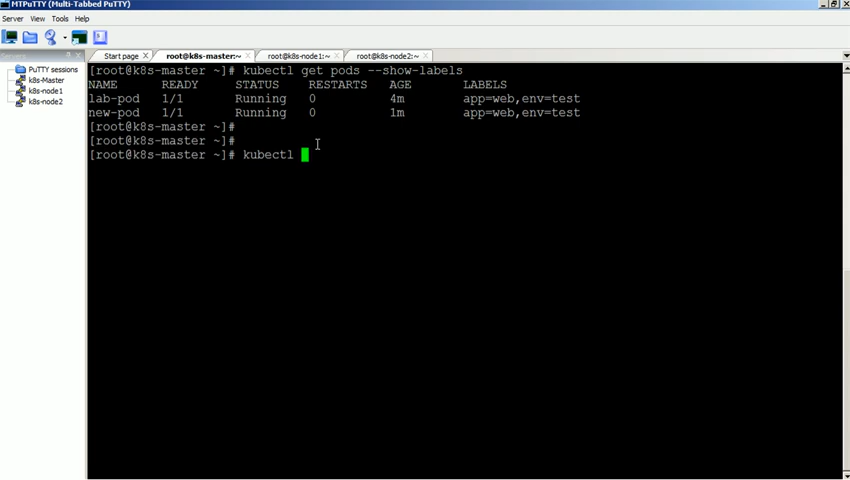 MTPuTTY (Multi-Tabbed PuTTY)
Server View Tools Help
Start page root@k8s-master:~ root@k8s-node1:~ root@k8s-node2:~
PuTTY sessions
k8s-Master
k8s-node1
k8s-node2
[root@k8s-master ~]# kubectl get pods --show-labels
NAME READY STATUS RESTARTS AGE LABELS
lab-pod 1/1 Running 0 4m app=web,env=test
new-pod 1/1 Running 0 1m app=web,env=test
[root@k8s-master ~]#
[root@k8s-master ~]#
[root@k8s-master ~]# kubectl